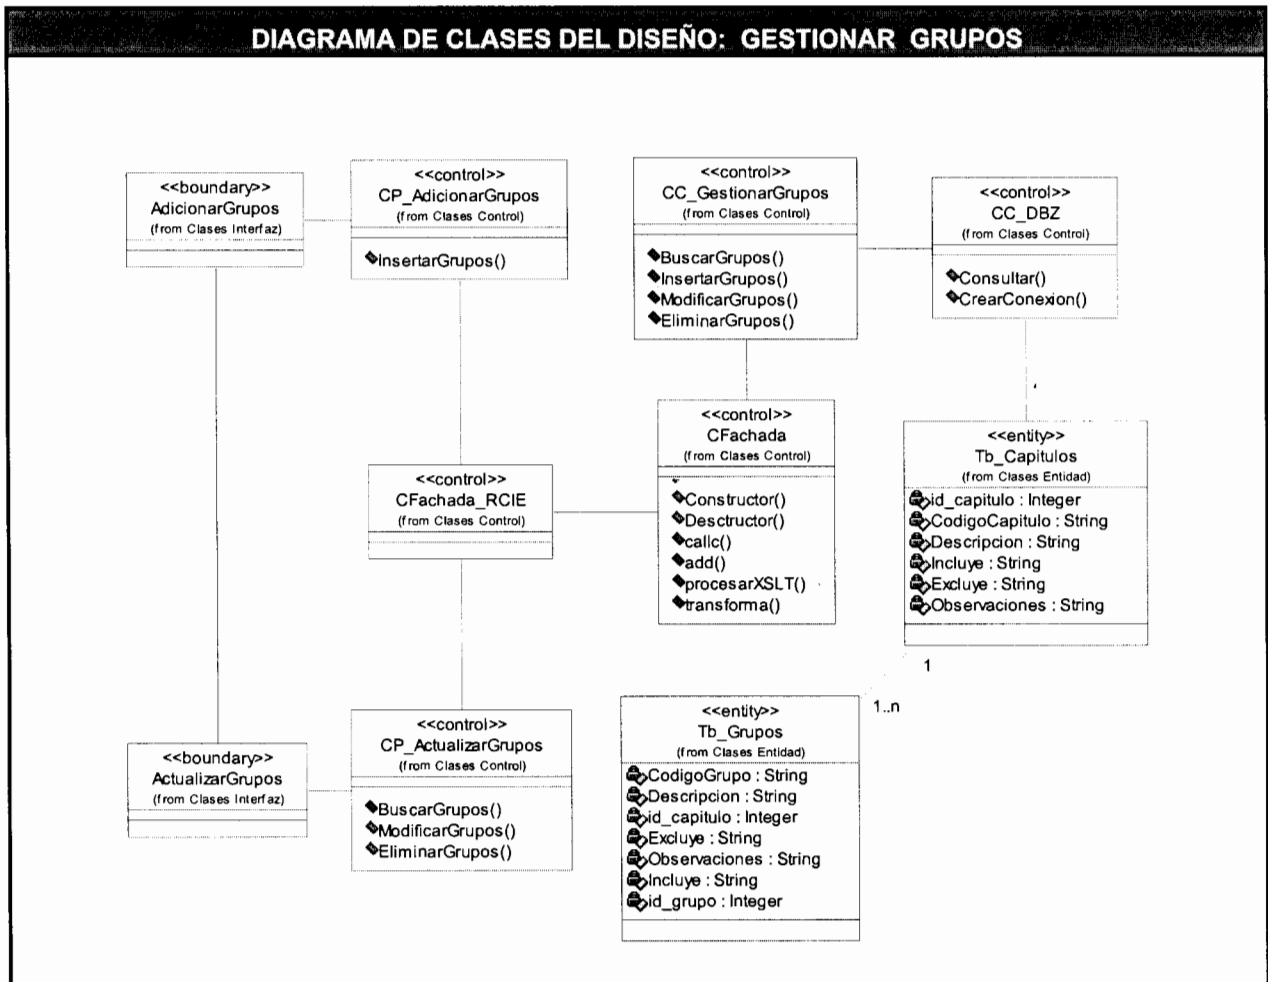 DIAGRAMA DE CLASES DEL DISEÑO: GESTIONAR GRUPOS
<<boundary>>
AdicionarGrupos
(from Clases Interfaz)
<<control>>
CP_AdicionarGrupos
(from Clases Control)
InsertarGrupos()
<<control>>
CC_GestionarGrupos
(from Clases Control)
BuscarGrupos()
InsertarGrupos()
ModificarGrupos()
EliminarGrupos()
<<control>>
CC_DBZ
(from Clases Control)
Consultar()
CrearConexion()
<<control>>
CFachada_RCIE
(from Clases Control)
<<control>>
CFachada
(from Clases Control)
Constructor()
Desctructor()
callc()
add()
procesarXSLT()
transforma()
<<entity>>
Tb_Capitulos
(from Clases Entidad)
id_capitulo : Integer
CodigoCapitulo : String
Descripcion : String
Incluye : String
Excluye : String
Observaciones : String
1
1..n
<<boundary>>
ActualizarGrupos
(from Clases Interfaz)
<<control>>
CP_ActualizarGrupos
(from Clases Control)
BuscarGrupos()
ModificarGrupos()
EliminarGrupos()
<<entity>>
Tb_Grupos
(from Clases Entidad)
CodigoGrupo : String
Descripcion : String
id_capitulo : Integer
Excluye : String
Observaciones : String
Incluye : String
id_grupo : Integer